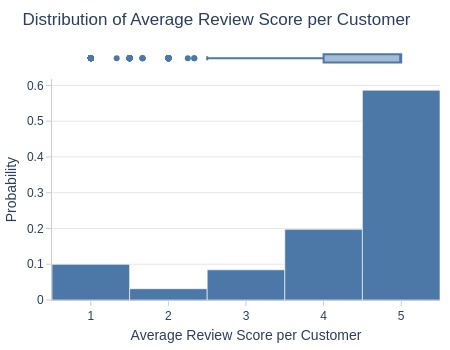 Distribution of Average Review Score per Customer
0.6
0.5
0.4
0.3
0.2
0.1
0
Probability
1 2 3 4 5
Average Review Score per Customer